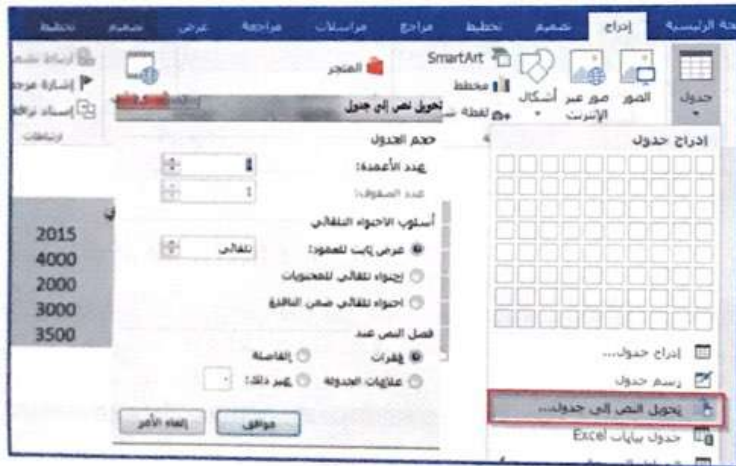 حة الرئيسية إدراج تصميم تخطيط مراجع مراسلات مراجعة عرض تصميم تخطيط
جدول
الصور
صور عبر الإنترنت
أشكال
SmartArt
مخطط
لقطة ش
المتجر
إشارة مرجع
ارتباطات
إدراج جدول
إدراج جدول...
رسم جدول
تحويل النص إلى جدول...
جدول بيانات Excel
تحويل نص إلى جدول
حجم الجدول
عدد الأعمدة: 1
عدد الصفوف: 1
أسلوب الاحتواء التلقائي
عرض ثابت للعمود: تلقائي
احتواء تلقائي للمحتويات
احتواء تلقائي ضمن النافذة
فصل النص عند
فقرات الفاصلة
علامات الجدولة غير ذلك: -
موافق إلغاء الأمر
2015
4000
2000
3000
3500